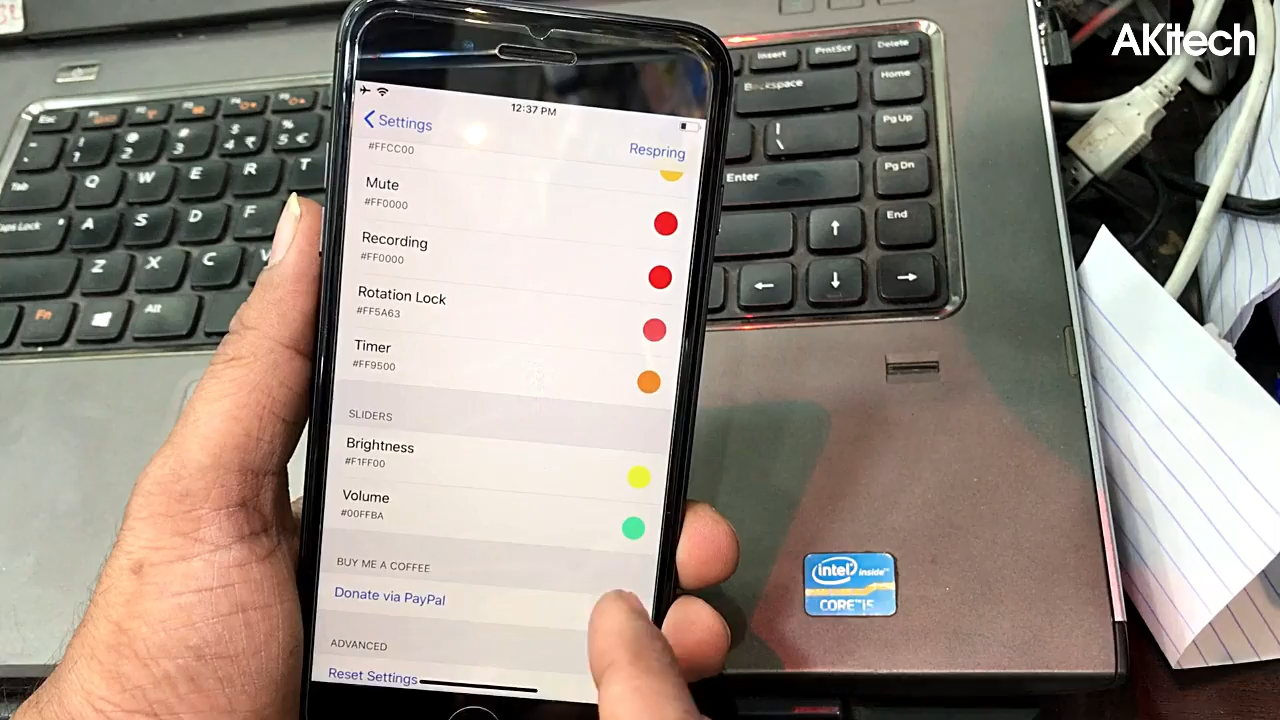 AKitech
12:37 PM
Settings
Respring
#FFCC00
Mute
#FF0000
Recording
#FF0000
Rotation Lock
#FF5A63
Timer
#FF9500
SLIDERS
Brightness
#F1FF00
Volume
#00FFBA
BUY ME A COFFEE
Donate via PayPal
ADVANCED
Reset Settings
Esc
Tab
Q W E R T
Caps Lock
A S D F
Z X C V
Fn
Alt
Insert
PrntScr
Delete
Backspace
Home
Pg Up
Enter
Pg Dn
End
intel inside™
CORE™ i5